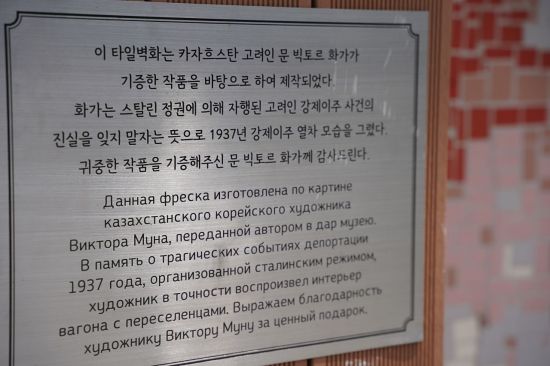 이 타일벽화는 카자흐스탄 고려인 문 빅토르 화가가
기증한 작품을 바탕으로 하여 제작되었다.
화가는 스탈린 정권에 의해 자행된 고려인 강제이주 사건의
진실을 잊지 말자는 뜻으로 1937년 강제이주 열차 모습을 그렸다.
귀중한 작품을 기증해주신 문 빅토르 화가께 감사드린다.
Данная фреска изготовлена по картине
казахстанского корейского художника
Виктора Муна, переданной автором в дар музею.
В память о трагических событиях депортации
1937 года, организованной сталинским режимом,
художник в точности воспроизвел интерьер
вагона с переселенцами. Выражаем благодарность
художнику Виктору Муну за ценный подарок.